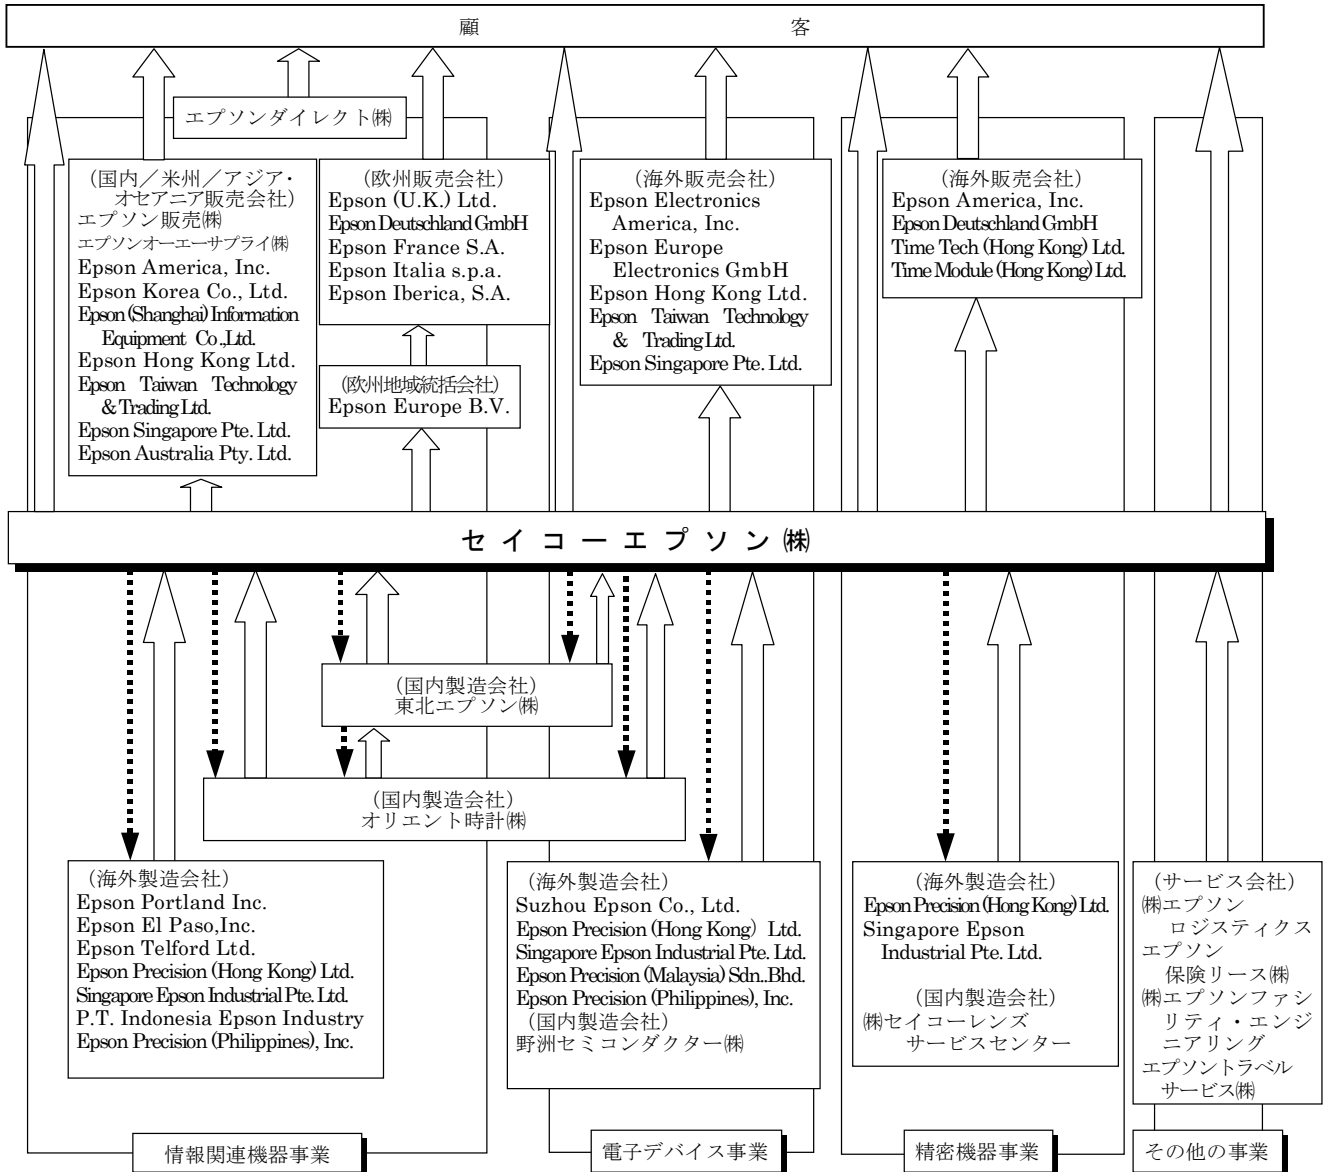 顧 客
エプソンダイレクト㈱
（国内／米州／アジア・
オセアニア販売会社）
エプソン販売㈱
エプソンオーエーサプライ㈱
Epson America, Inc.
Epson Korea Co., Ltd.
Epson (Shanghai) Information
Equipment Co.,Ltd.
Epson Hong Kong Ltd.
Epson Taiwan Technology
& Trading Ltd.
Epson Singapore Pte. Ltd.
Epson Australia Pty. Ltd.
（欧州販売会社）
Epson (U.K.) Ltd.
Epson Deutschland GmbH
Epson France S.A.
Epson Italia s.p.a.
Epson Iberica, S.A.
（欧州地域統括会社）
Epson Europe B.V.
（海外販売会社）
Epson Electronics
America, Inc.
Epson Europe
Electronics GmbH
Epson Hong Kong Ltd.
Epson Taiwan Technology
& Trading Ltd.
Epson Singapore Pte. Ltd.
（海外販売会社）
Epson America, Inc.
Epson Deutschland GmbH
Time Tech (Hong Kong) Ltd.
Time Module (Hong Kong) Ltd.
セイコーエプソン㈱
（国内製造会社）
東北エプソン㈱
（国内製造会社）
オリエント時計㈱
（海外製造会社）
Epson Portland Inc.
Epson El Paso,Inc.
Epson Telford Ltd.
Epson Precision (Hong Kong) Ltd.
Singapore Epson Industrial Pte. Ltd.
P.T. Indonesia Epson Industry
Epson Precision (Philippines), Inc.
（海外製造会社）
Suzhou Epson Co., Ltd.
Epson Precision (Hong Kong) Ltd.
Singapore Epson Industrial Pte. Ltd.
Epson Precision (Malaysia) Sdn..Bhd.
Epson Precision (Philippines), Inc.
（国内製造会社）
野洲セミコンダクター㈱
（海外製造会社）
Epson Precision (Hong Kong) Ltd.
Singapore Epson
Industrial Pte. Ltd.
（国内製造会社）
㈱セイコーレンズ
サービスセンター
（サービス会社）
㈱エプソン
ロジスティクス
エプソン
保険リース㈱
㈱エプソンファシ
リティ・エンジ
ニアリング
エプソントラベル
サービス㈱
情報関連機器事業
電子デバイス事業
精密機器事業
その他の事業